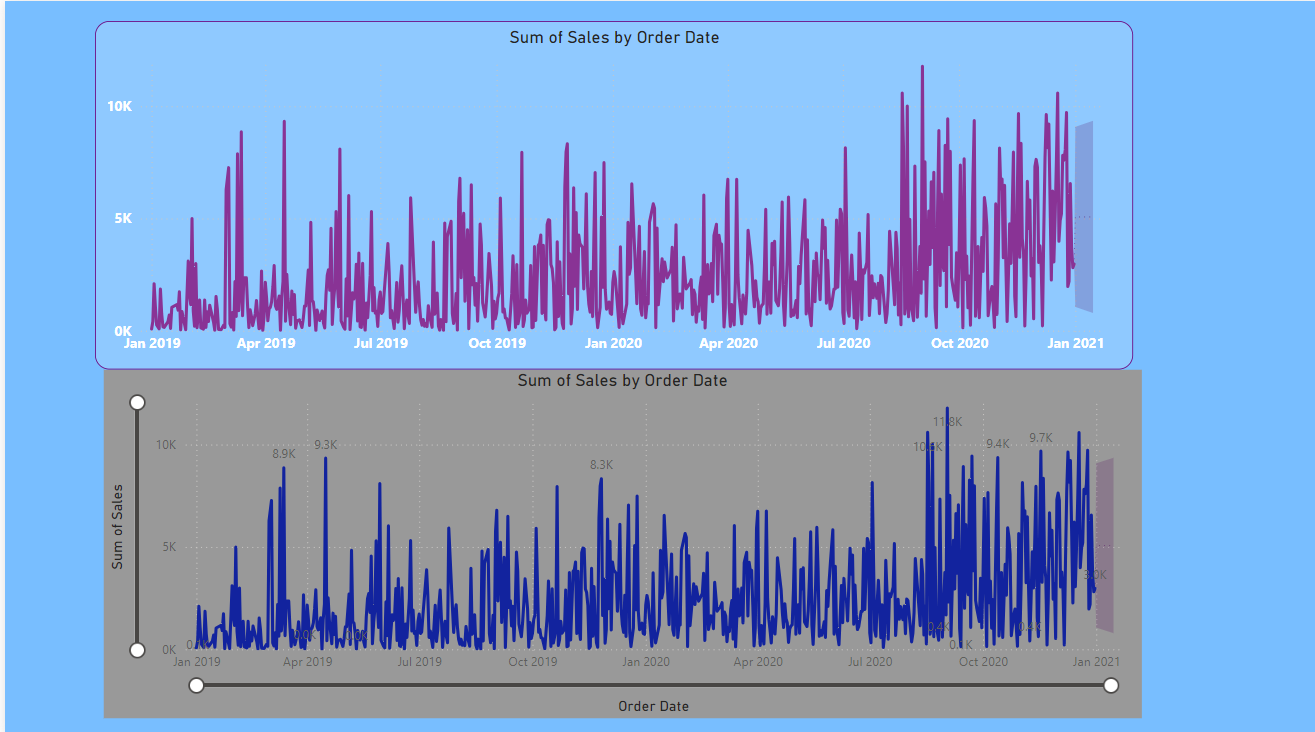 Sum of Sales by Order Date
10K
5K
0K
Jan 2019 Apr 2019 Jul 2019 Oct 2019 Jan 2020 Apr 2020 Jul 2020 Oct 2020 Jan 2021
Sum of Sales by Order Date
11.8K
9.3K 9.7K
10K 10.6K 9.4K
8.9K
8.3K
Sum of Sales
5K
3.0K
0.4K
0K 0.1K
Jan 2019 Apr 2019 Jul 2019 Oct 2019 Jan 2020 Apr 2020 Jul 2020 Oct 2020 Jan 2021
Order Date